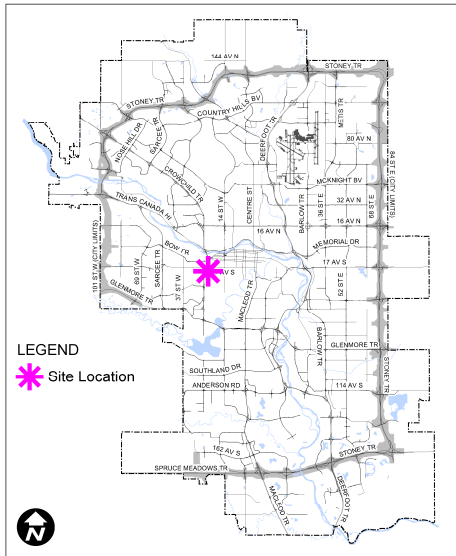 144 AV N
STONEY TR
STONEY TR
COUNTRY HILLS BV
METIS TR
DEERFOOT TR
NOSE HILL DR
SARCEE TR
80 AV N
84 ST E (CITY LIMITS)
CROWCHILD TR
MCKNIGHT BV
TRANS CANADA HI
14 ST W
CENTRE ST
BARLOW TR
36 ST E
32 AV N
68 ST E
16 AV N
16 AV N
101 ST W (CITY LIMITS)
BOW TR
MEMORIAL DR
69 ST W
SARCEE TR
37 ST W
AV S
17 AV S
GLENMORE TR
MACLEOD TR
52 ST E
BARLOW TR
GLENMORE TR
LEGEND
Site Location
SOUTHLAND DR
ANDERSON RD
114 AV S
STONEY TR
162 AV S
STONEY TR
SPRUCE MEADOWS TR
MACLEOD TR
DEERFOOT TR
N